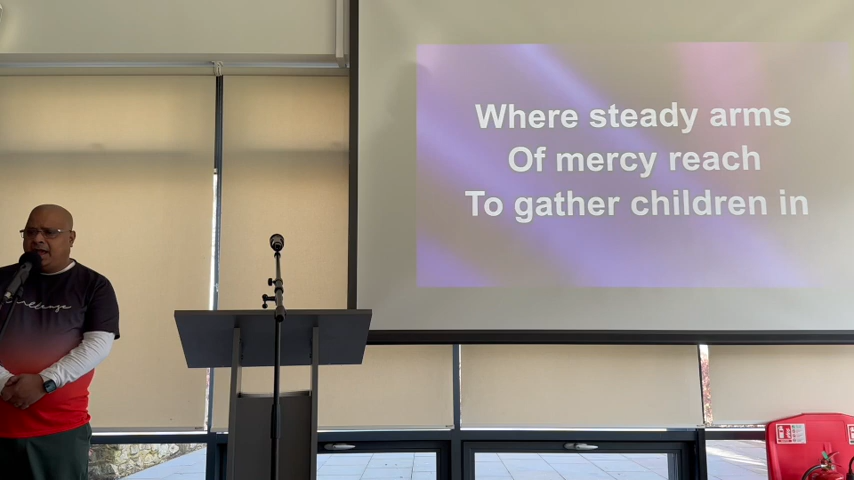 Where steady arms
Of mercy reach
To gather children in